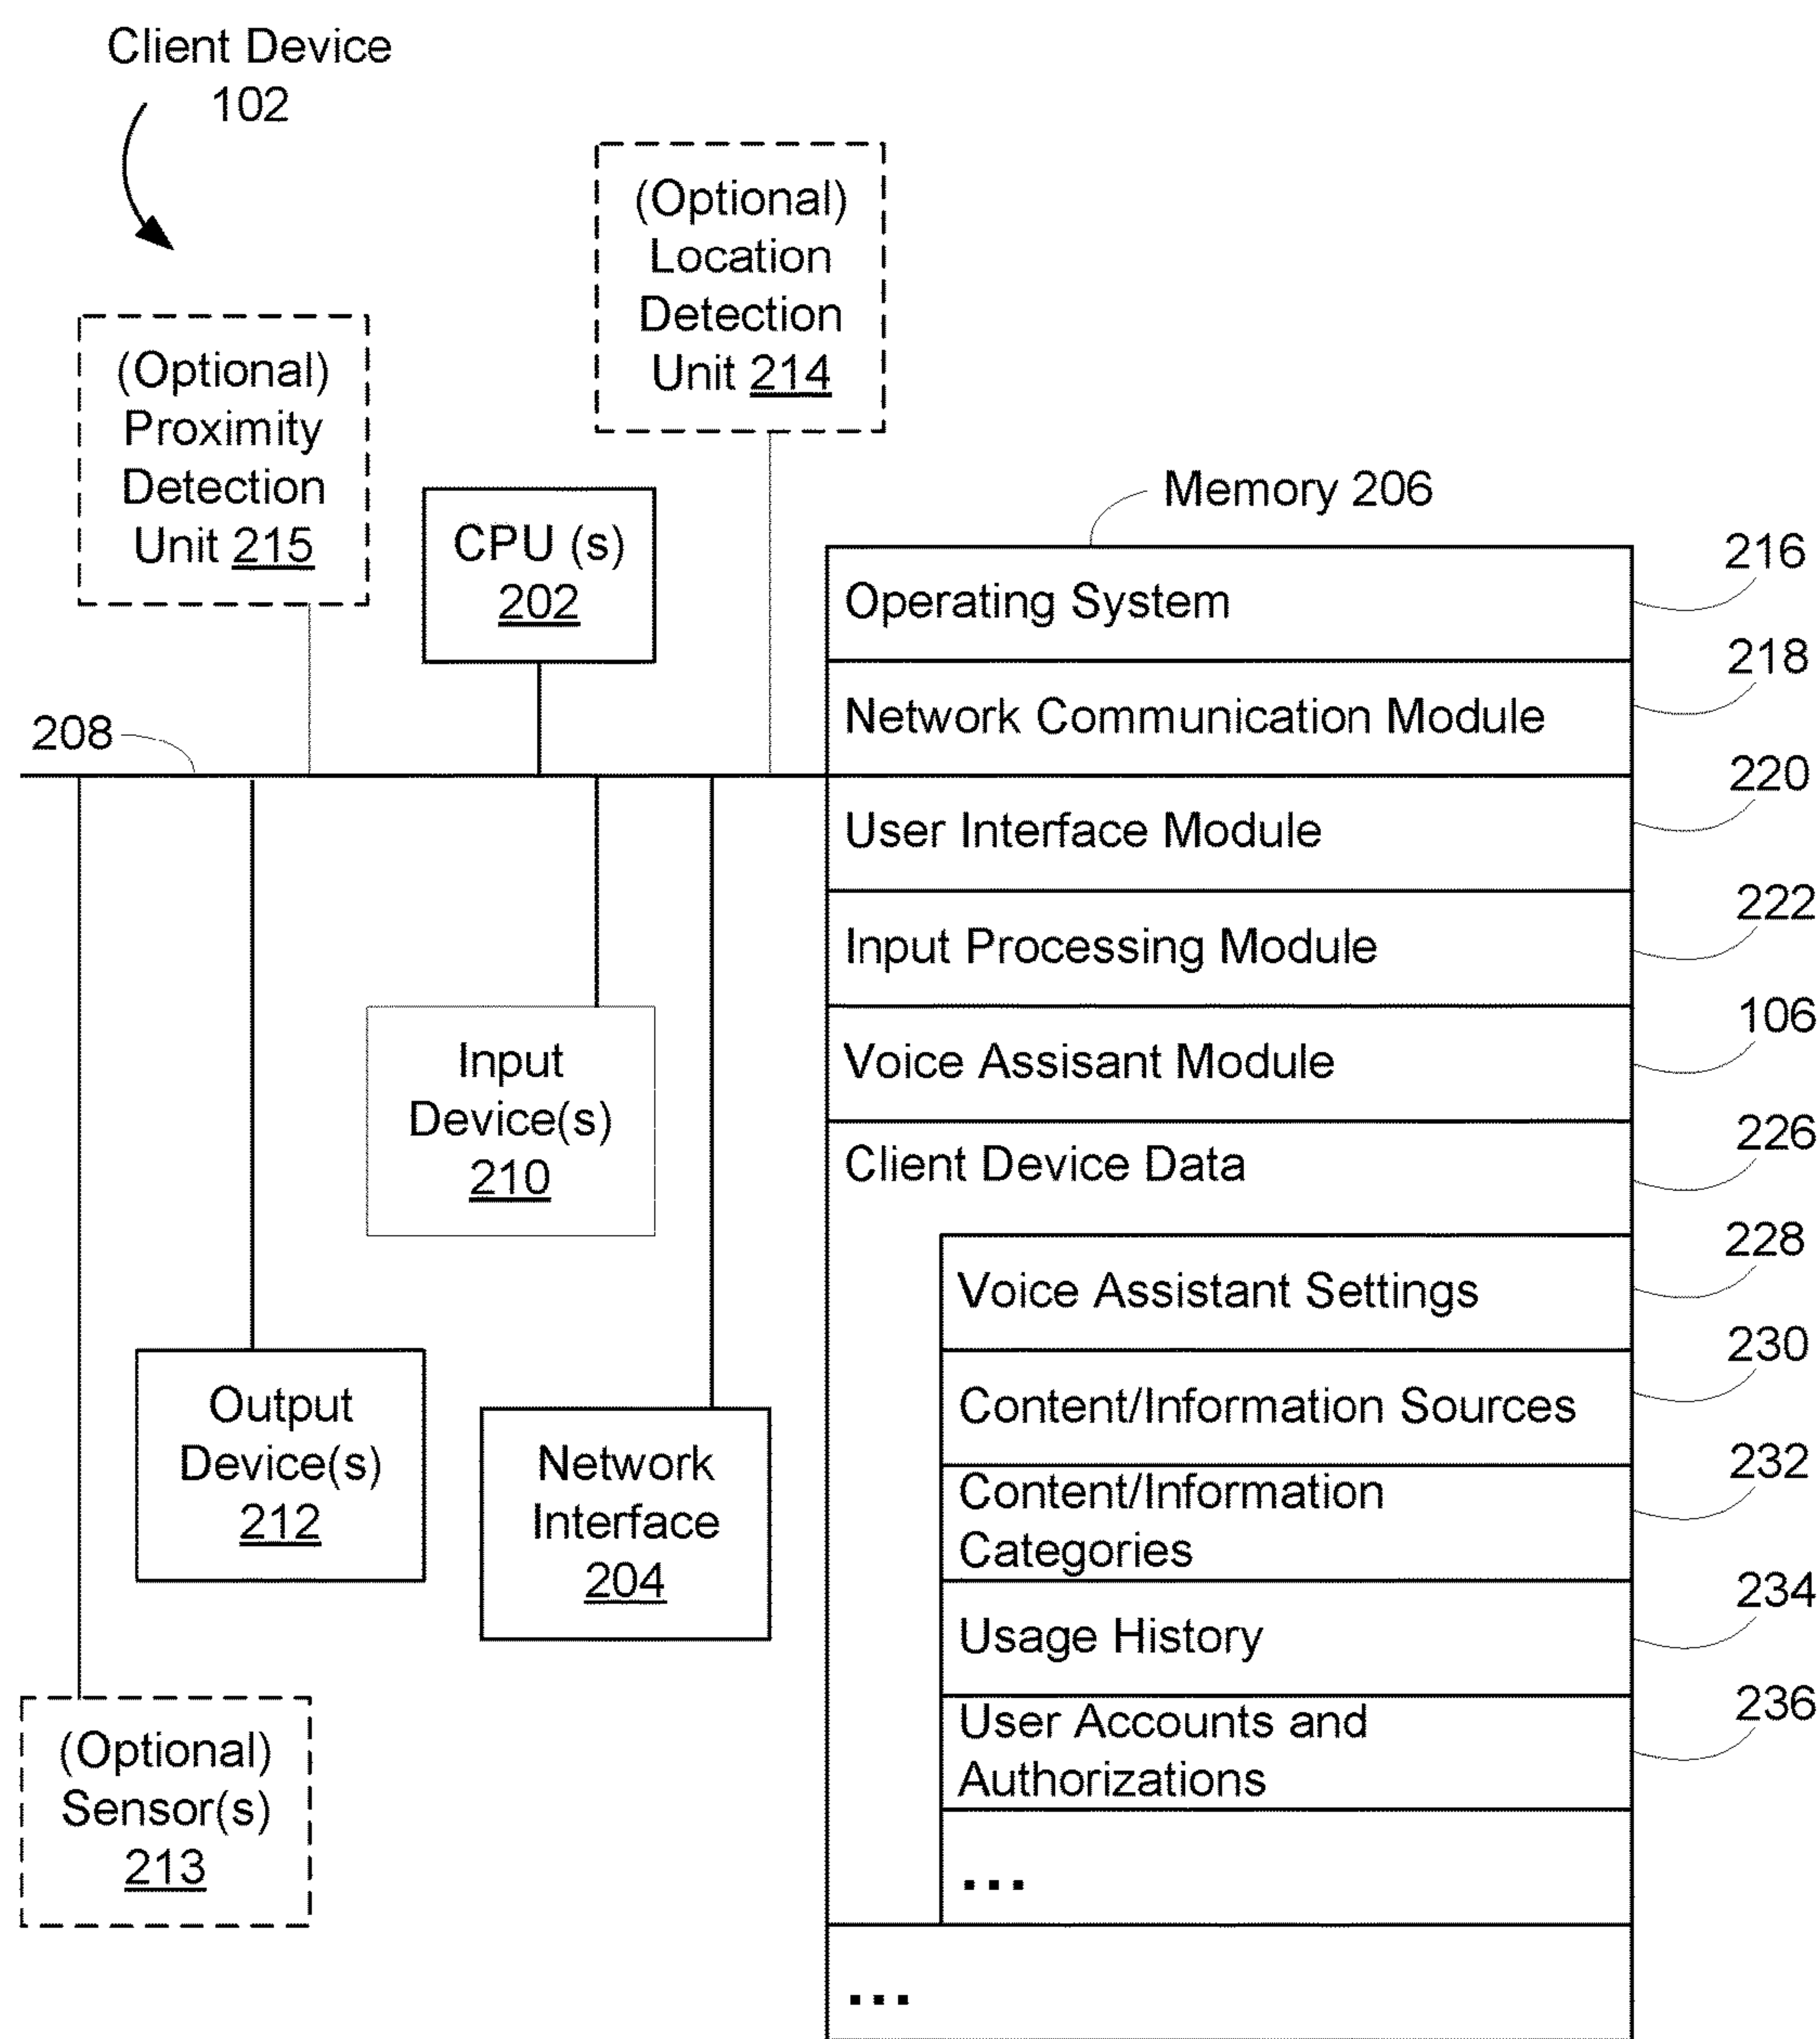 Client Device
102
(Optional)
Location
Detection
Unit 214
(Optional)
Proximity
Detection
Unit 215
CPU (s)
202
208
Input
Device(s)
210
Output
Device(s)
212
Network
Interface
204
(Optional)
Sensor(s)
213
Memory 206
Operating System
216
Network Communication Module
218
User Interface Module
220
Input Processing Module
222
Voice Assisant Module
106
Client Device Data
226
Voice Assistant Settings
228
Content/Information Sources
230
Content/Information
Categories
232
Usage History
234
User Accounts and
Authorizations
236
...
...